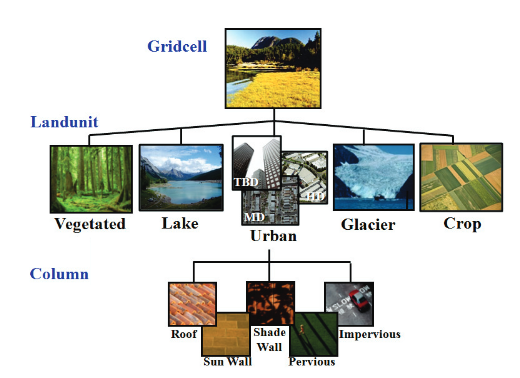 Gridcell
Landunit
TBD
HD
MD
Vegetated
Lake
Urban
Glacier
Crop
Column
Roof
Shade
Wall
Impervious
Sun Wall
Pervious